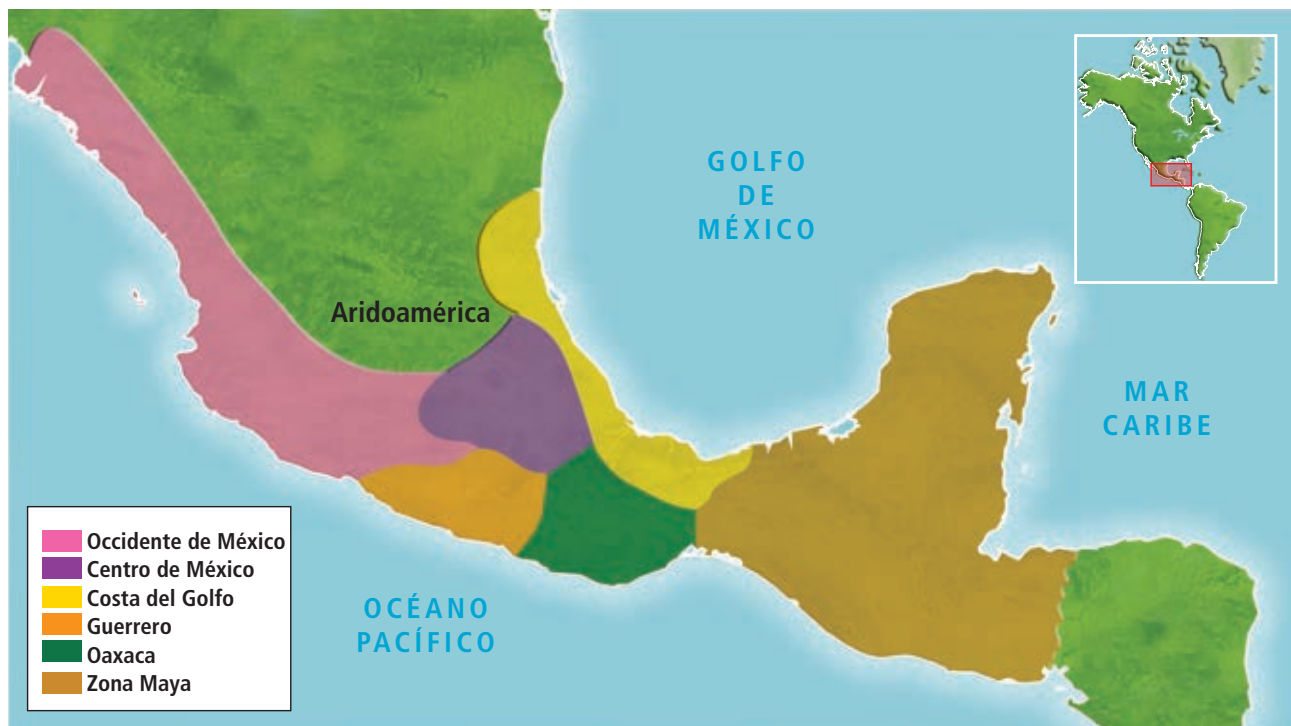 GOLFO
DE
MÉXICO
Aridoamérica
MAR
CARIBE
OCÉANO
PACÍFICO
Occidente de México
Centro de México
Costa del Golfo
Guerrero
Oaxaca
Zona Maya